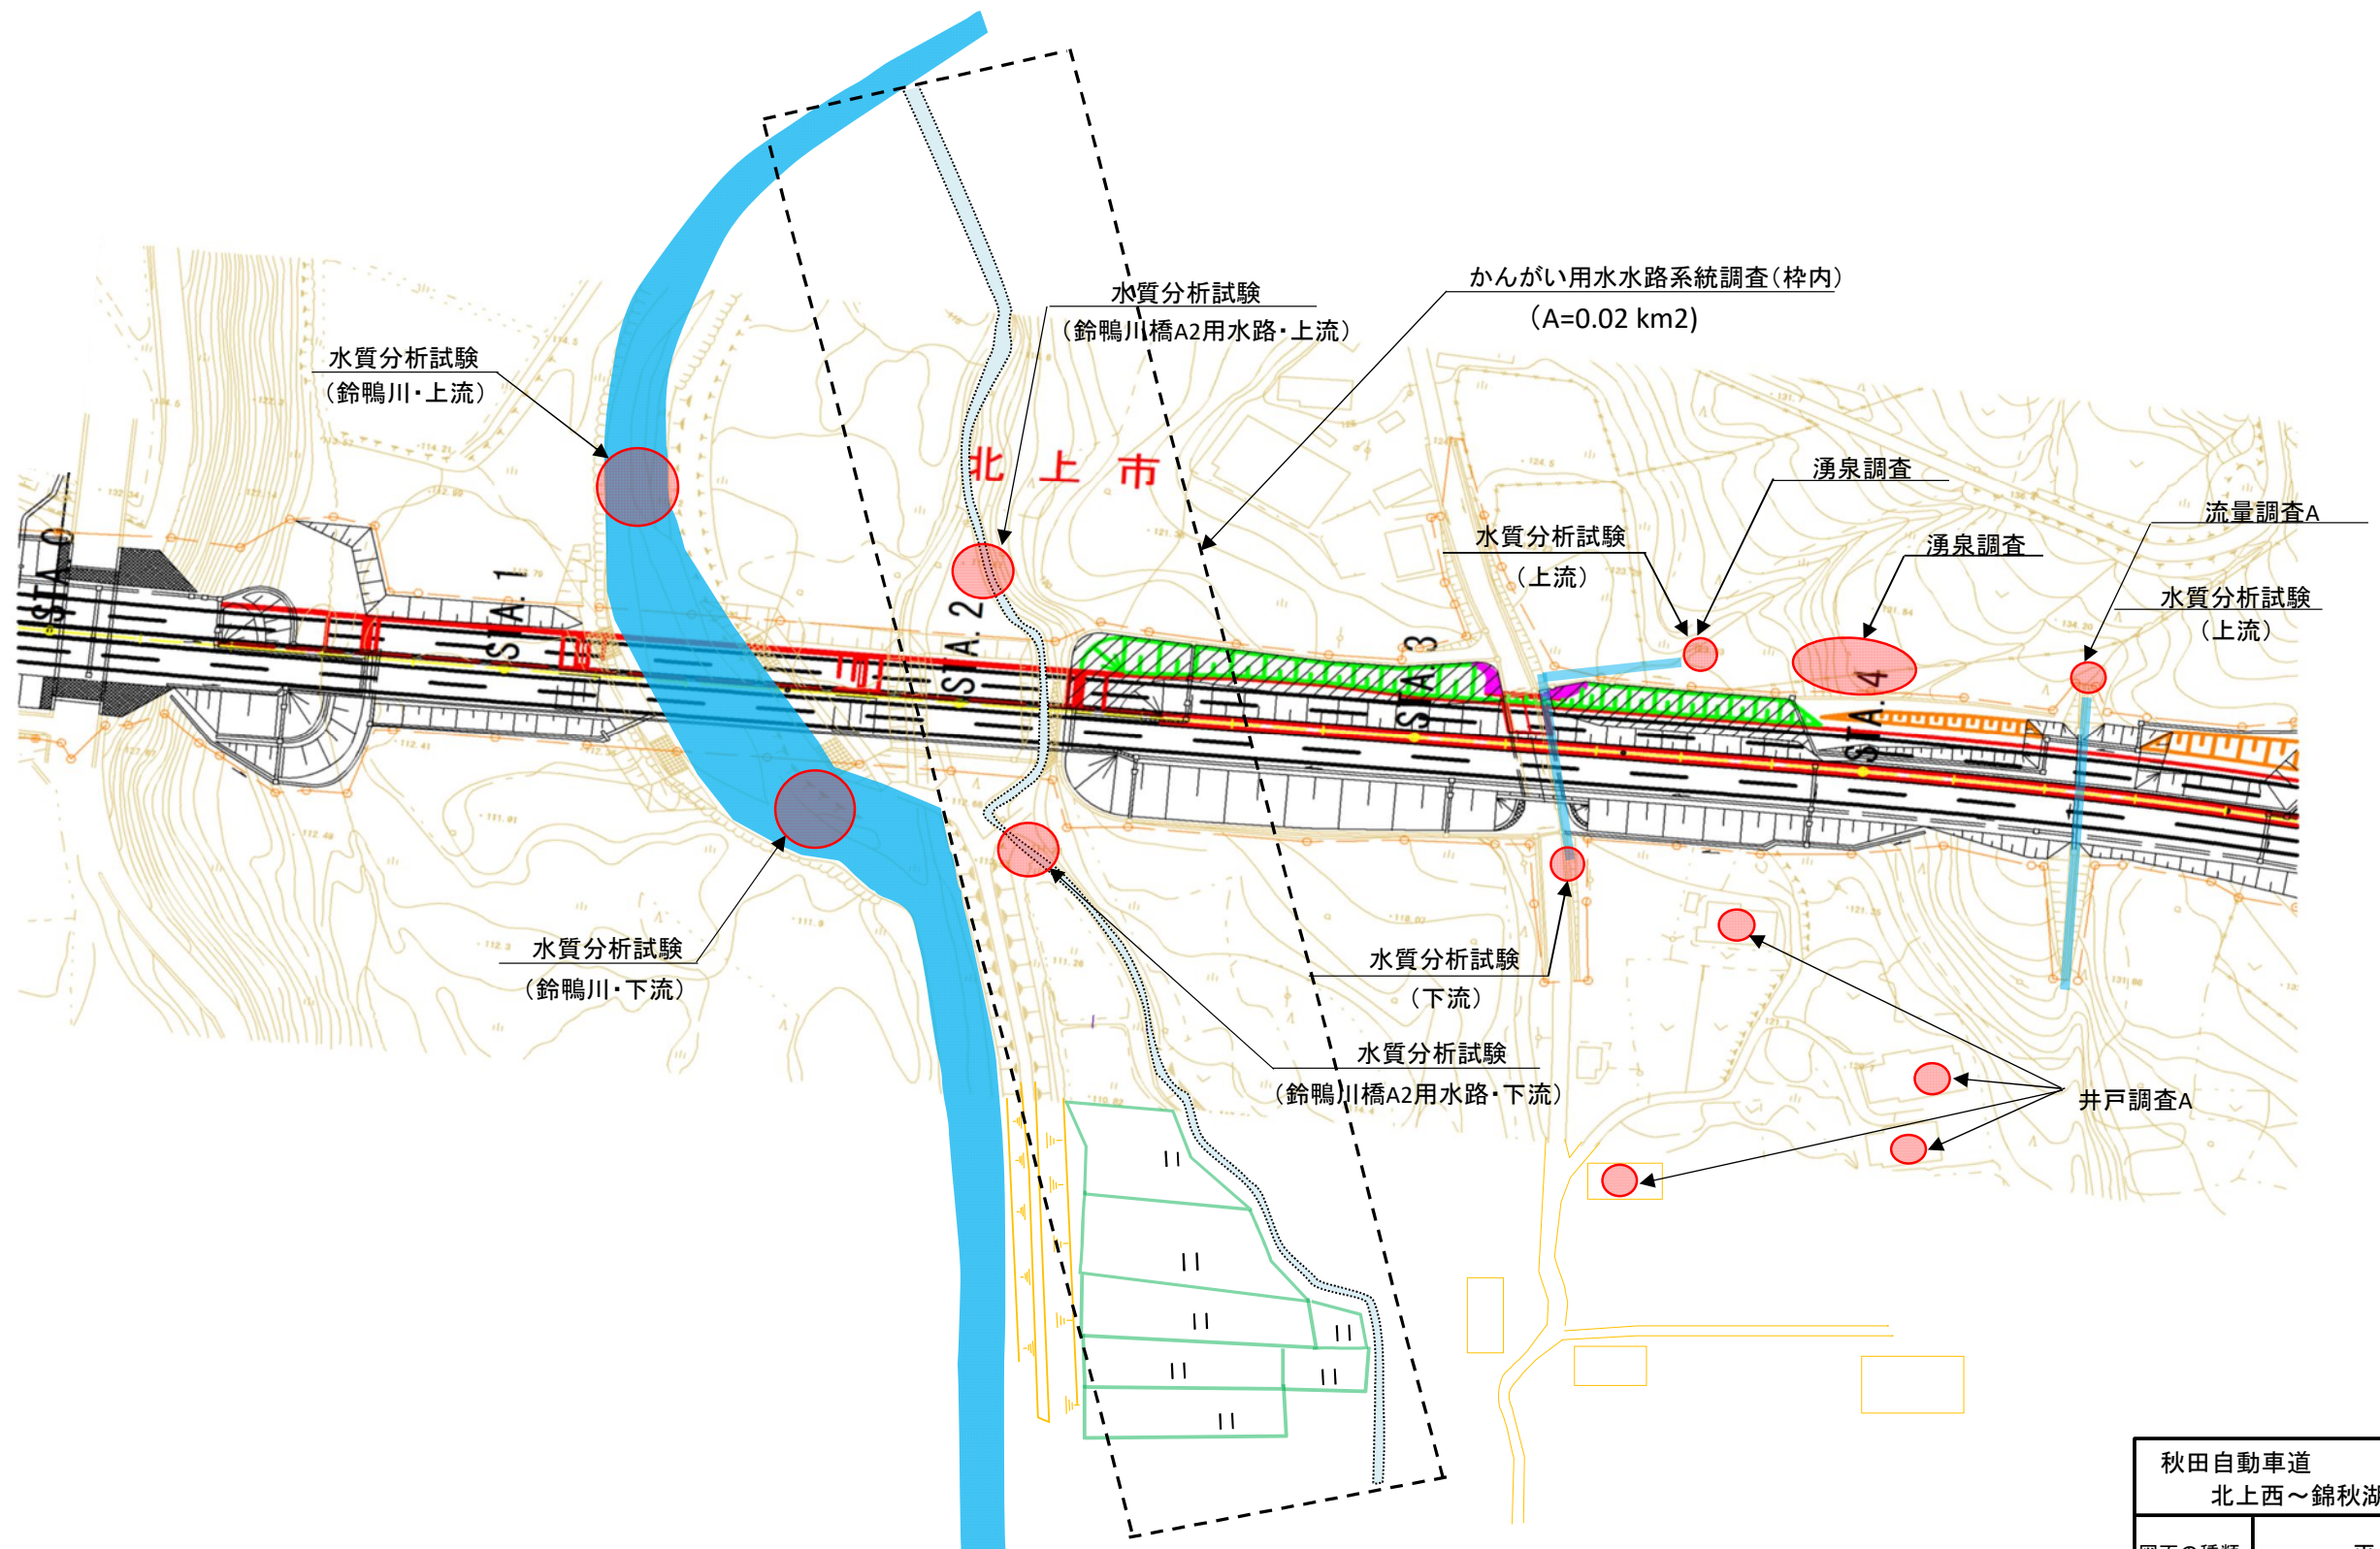 かんがい用水水路系統調査(枠内)
（A=0.02 km2)
水質分析試験
（鈴鴨川橋A2用水路・上流）
水質分析試験
（鈴鴨川・上流）
北上市
湧泉調査
流量調査A
水質分析試験
（上流）
湧泉調査
水質分析試験
（上流）
STA. 0
STA. 1
STA. 2
STA. 3
STA. 4
水質分析試験
（鈴鴨川・下流）
水質分析試験
（下流）
水質分析試験
（鈴鴨川橋A2用水路・下流）
井戸調査A
秋田自動車道
北上西～錦秋湖